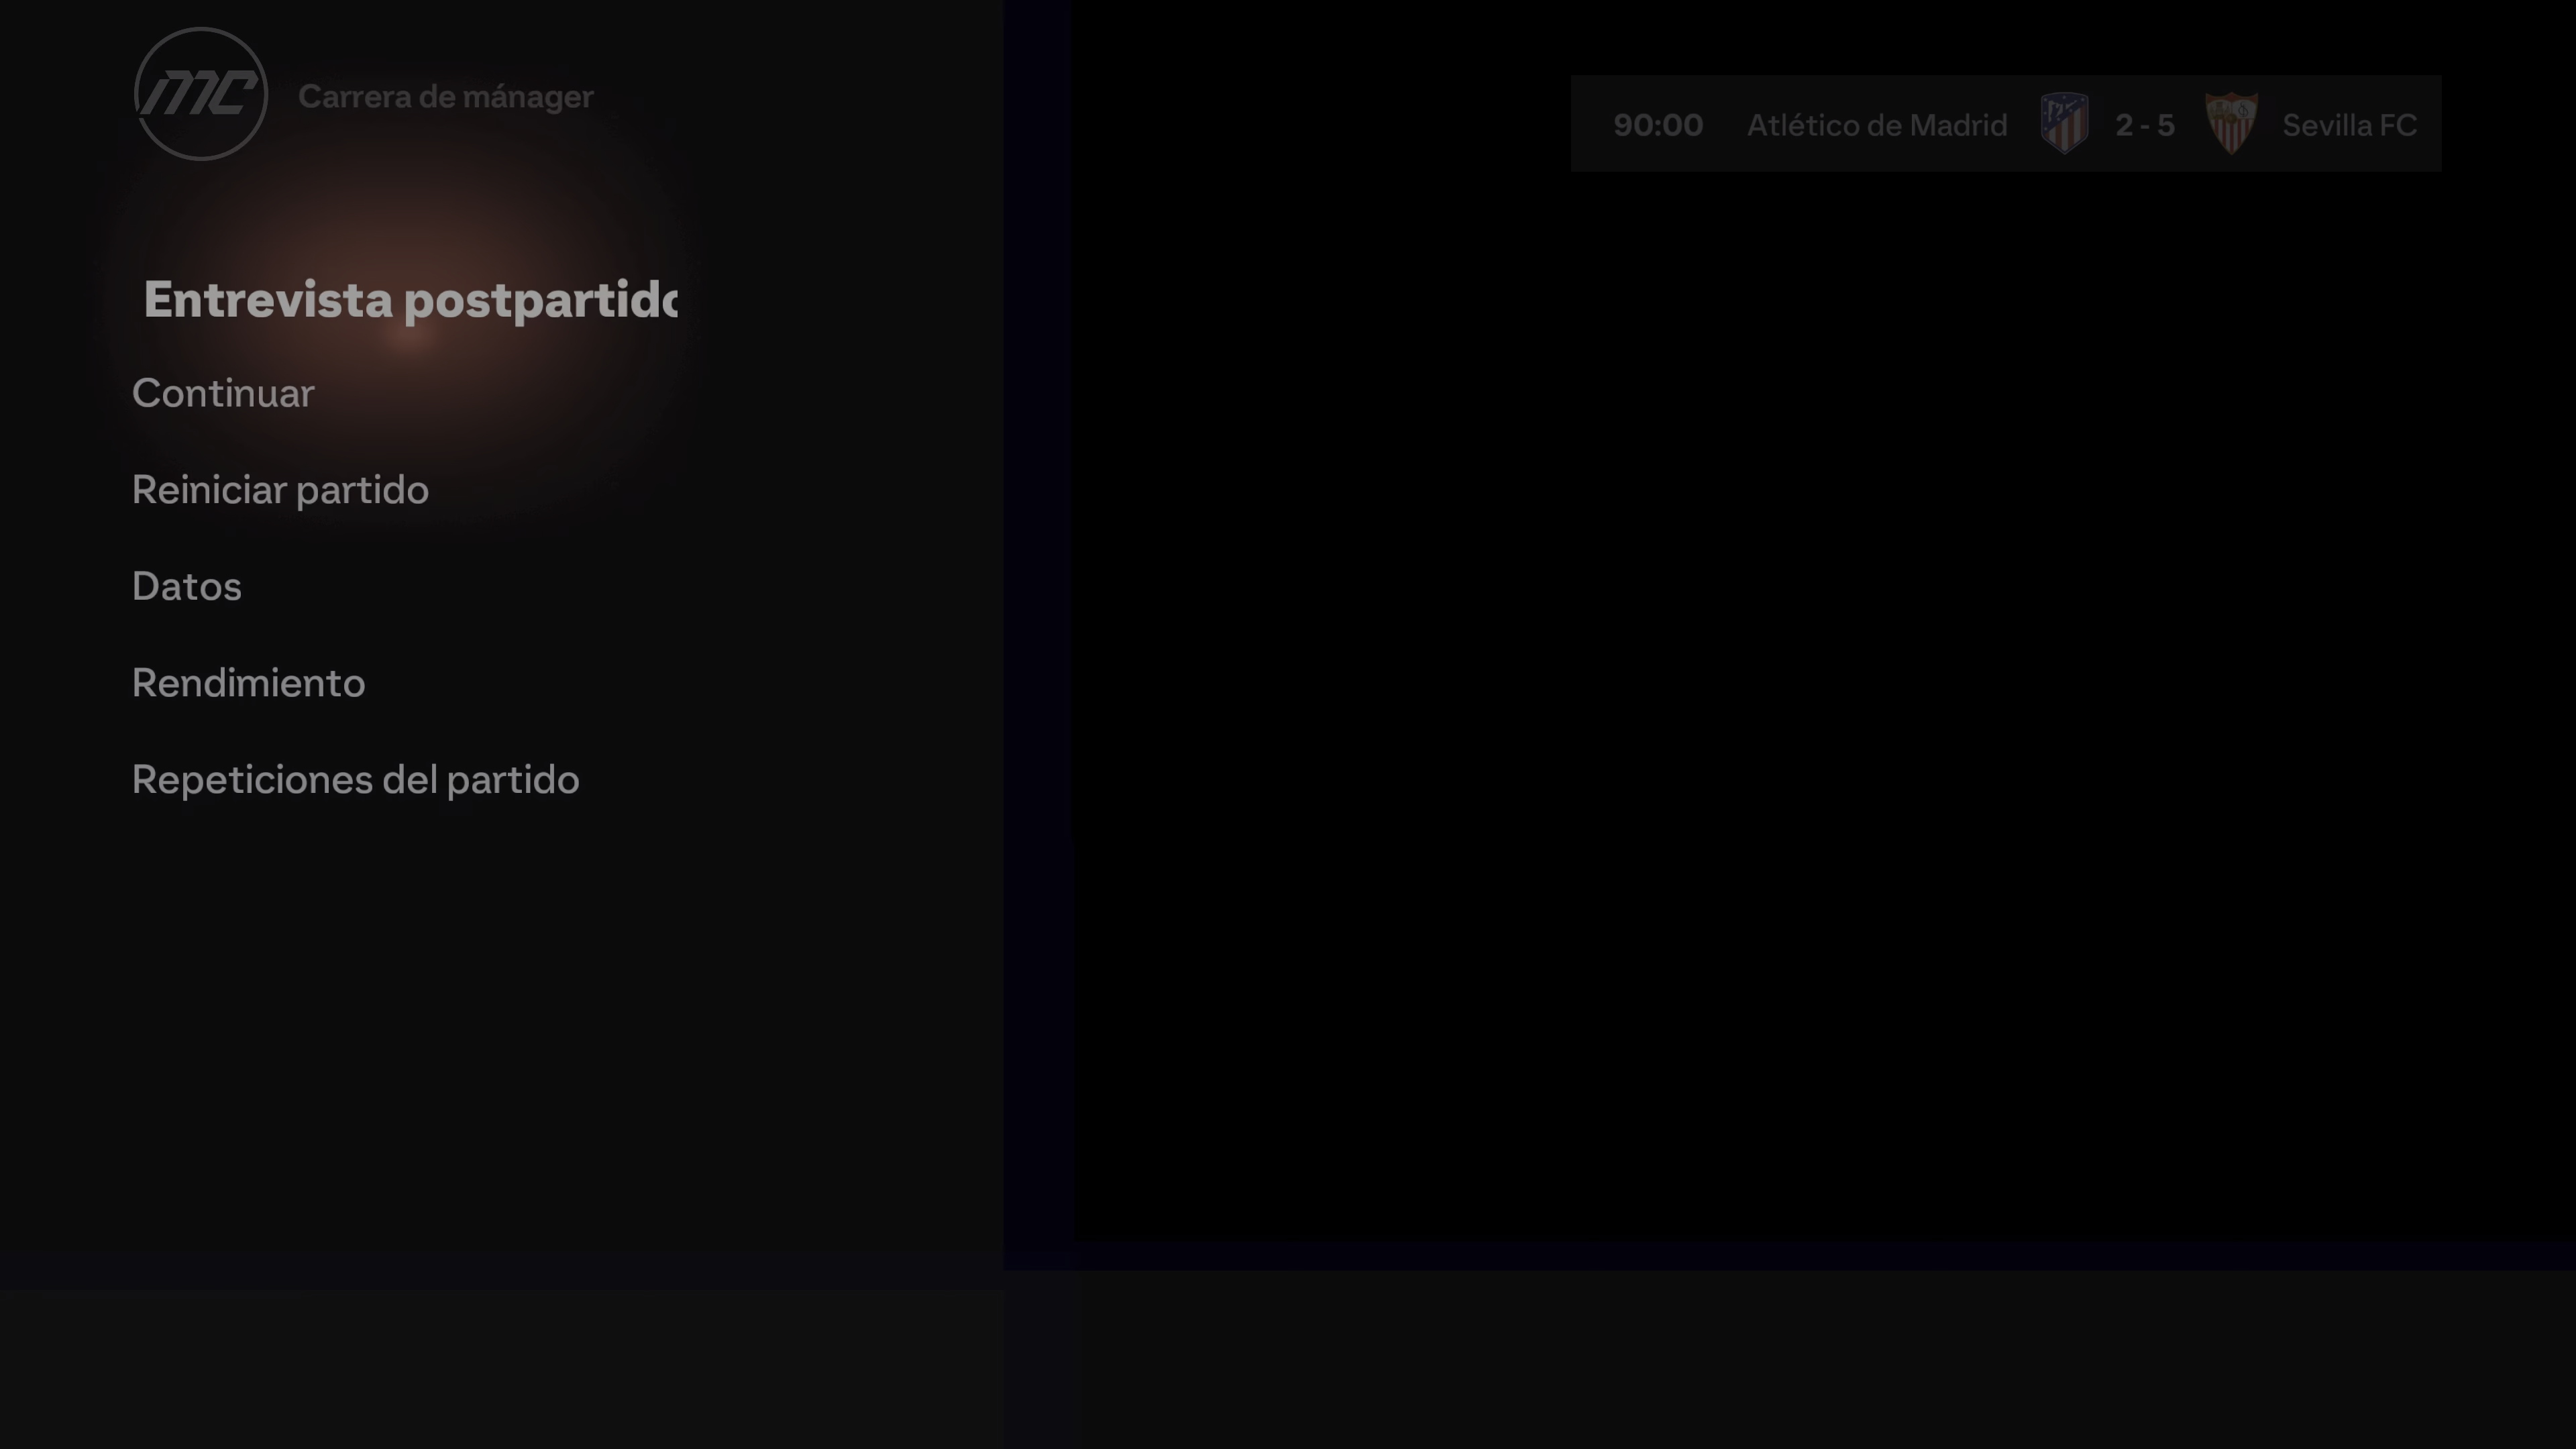 MC Carrera de mánager
90:00 Atlético de Madrid 2 - 5 Sevilla FC
Entrevista postpartido
Continuar
Reiniciar partido
Datos
Rendimiento
Repeticiones del partido